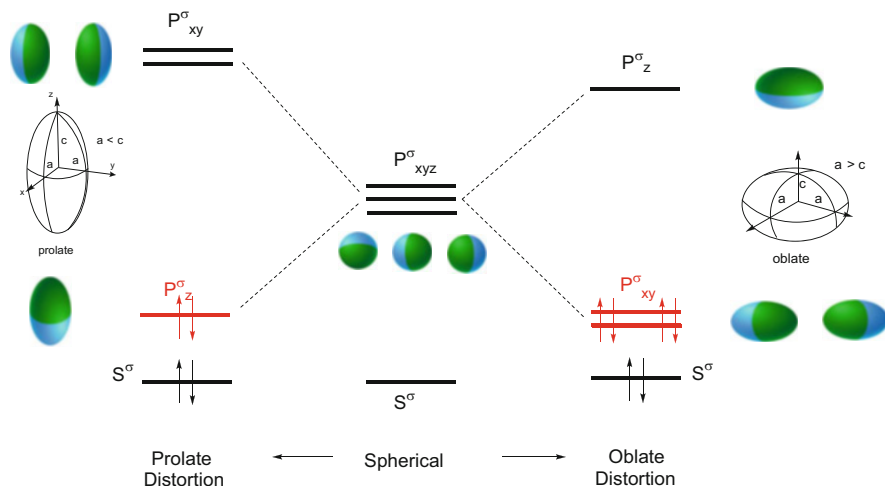 P^σ_xy
P^σ_z
z
a < c
c
a
a
y
x
prolate
P^σ_xyz
a > c
c
a
a
oblate
P^σ_z
P^σ_xy
S^σ
S^σ
S^σ
Prolate
Distortion
Spherical
Oblate
Distortion